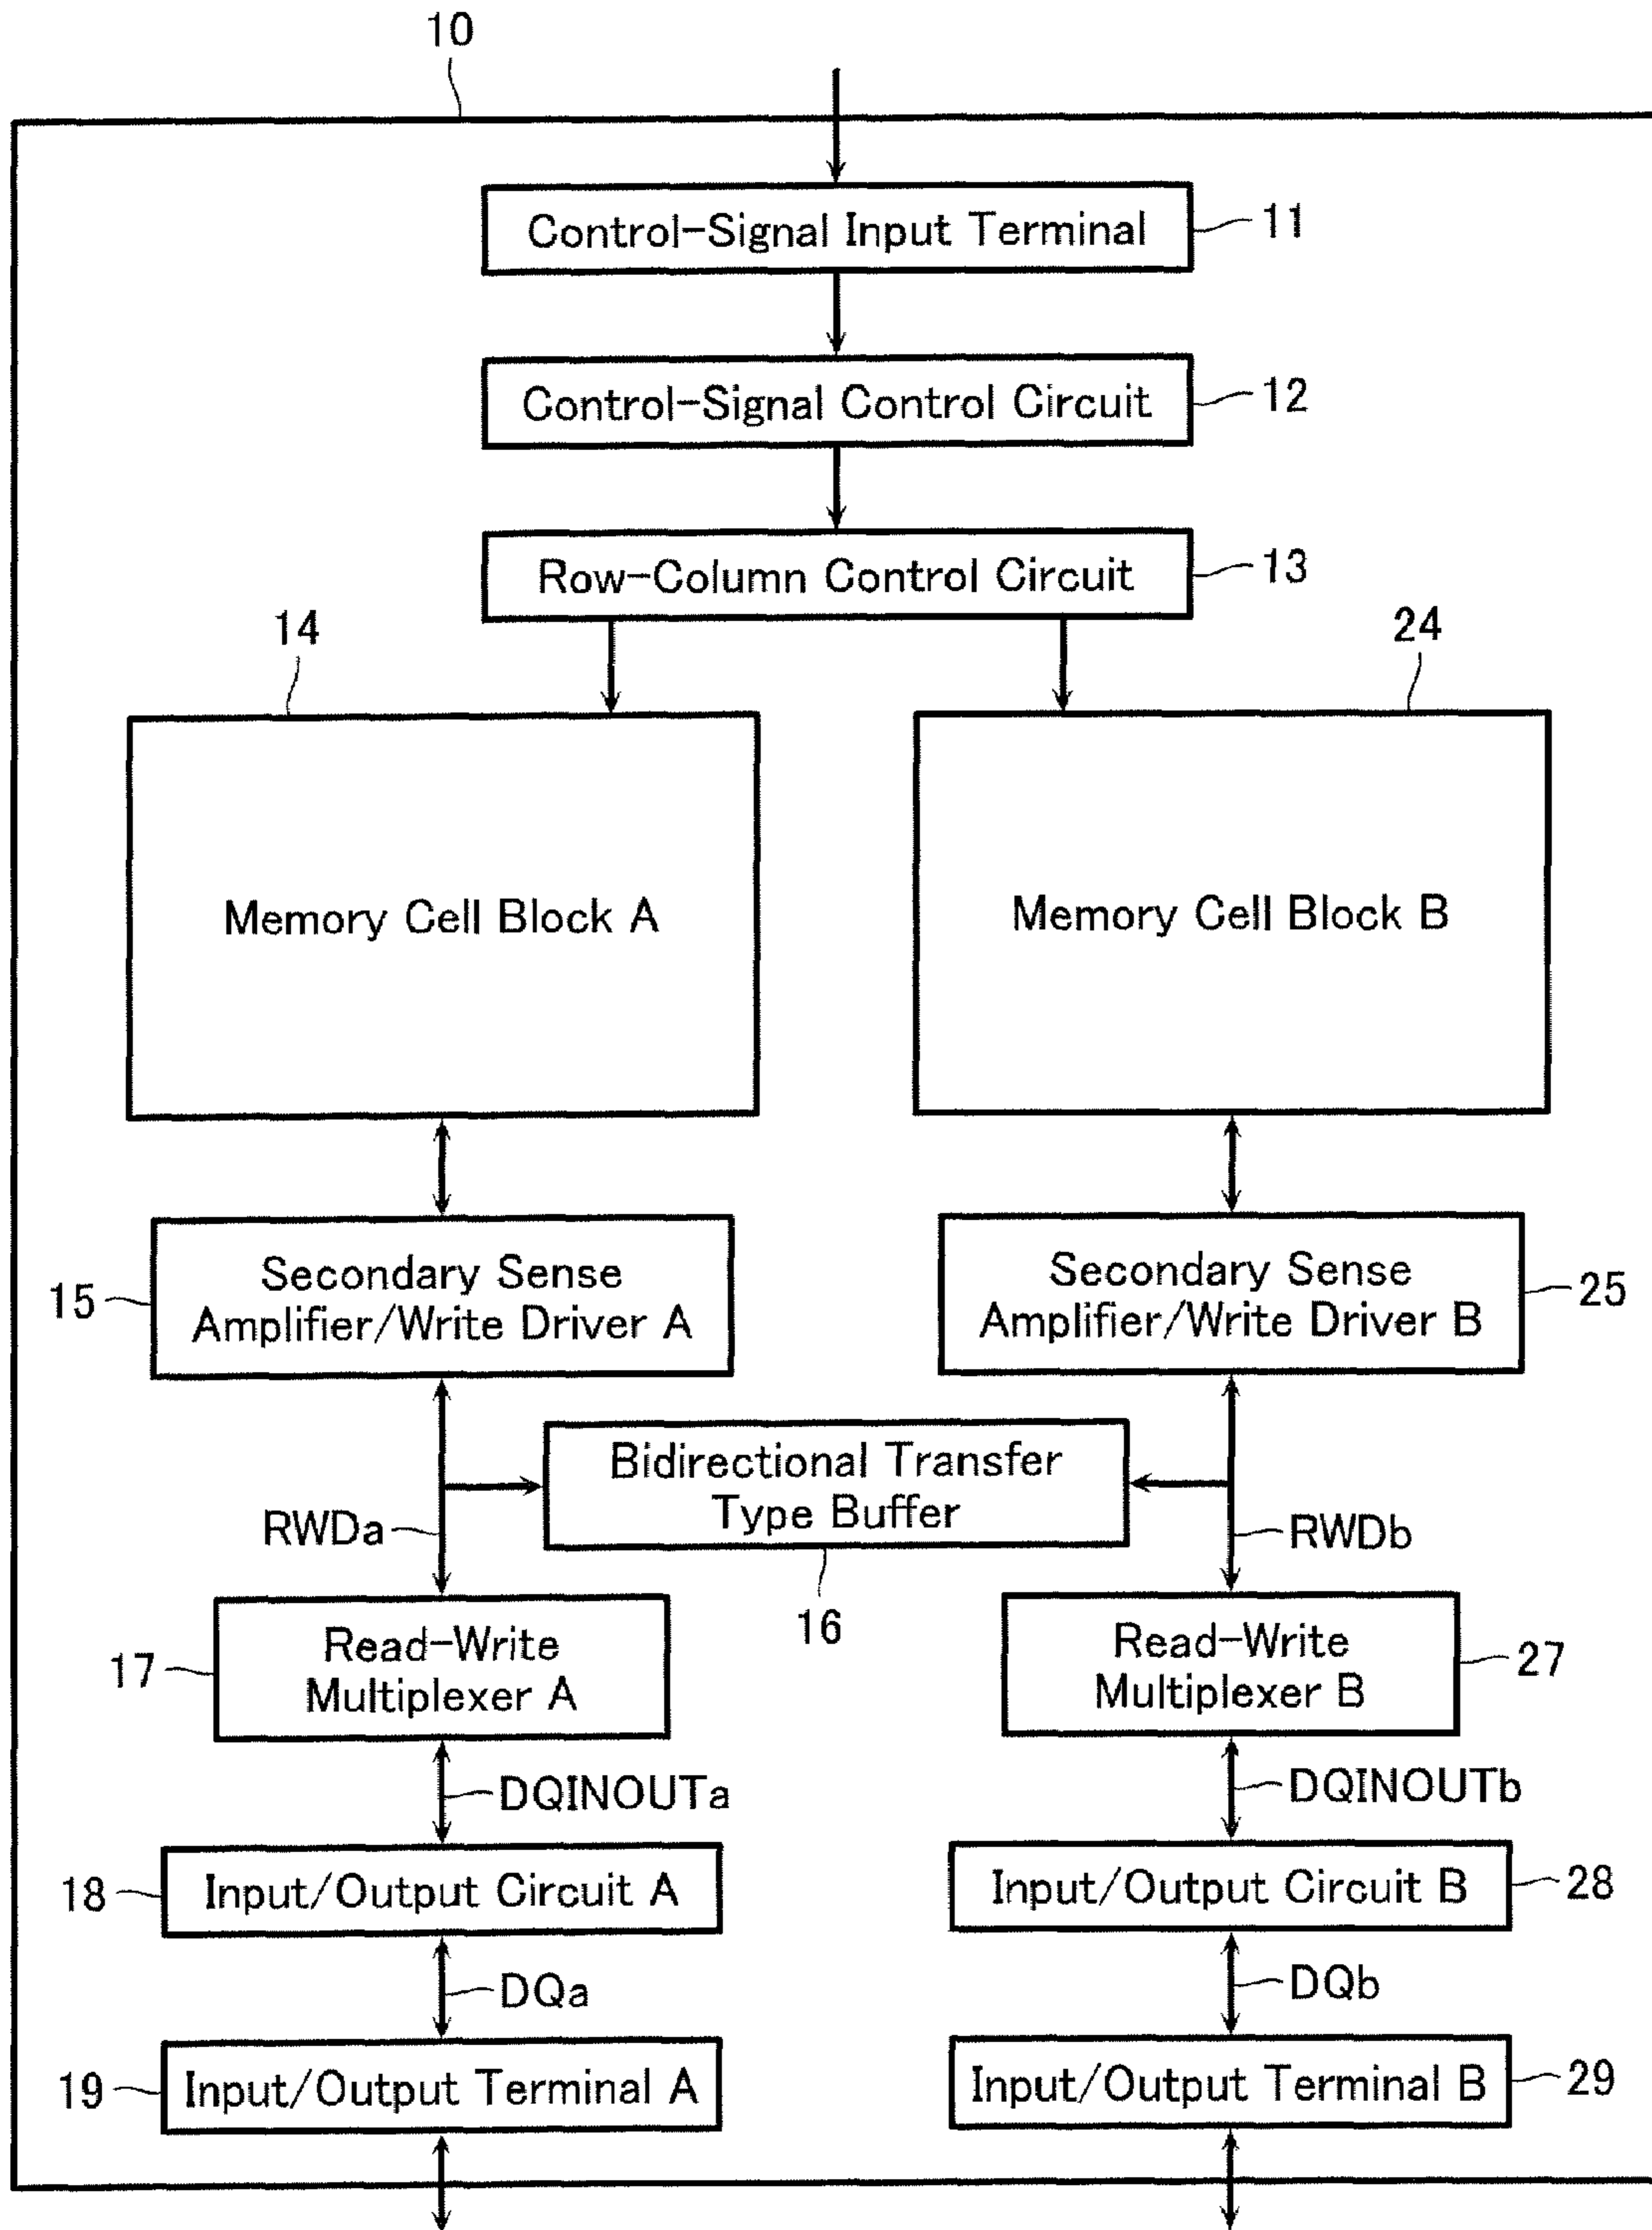 10
Control-Signal Input Terminal
11
Control-Signal Control Circuit
12
Row-Column Control Circuit
13
14
24
Memory Cell Block A
Memory Cell Block B
15
Secondary Sense
Amplifier/Write Driver A
Secondary Sense
Amplifier/Write Driver B
25
Bidirectional Transfer
Type Buffer
RWDa
RWDb
16
17
Read-Write
Multiplexer A
Read-Write
Multiplexer B
27
DQINOUTa
DQINOUTb
18
Input/Output Circuit A
Input/Output Circuit B
28
DQa
DQb
19
Input/Output Terminal A
Input/Output Terminal B
29